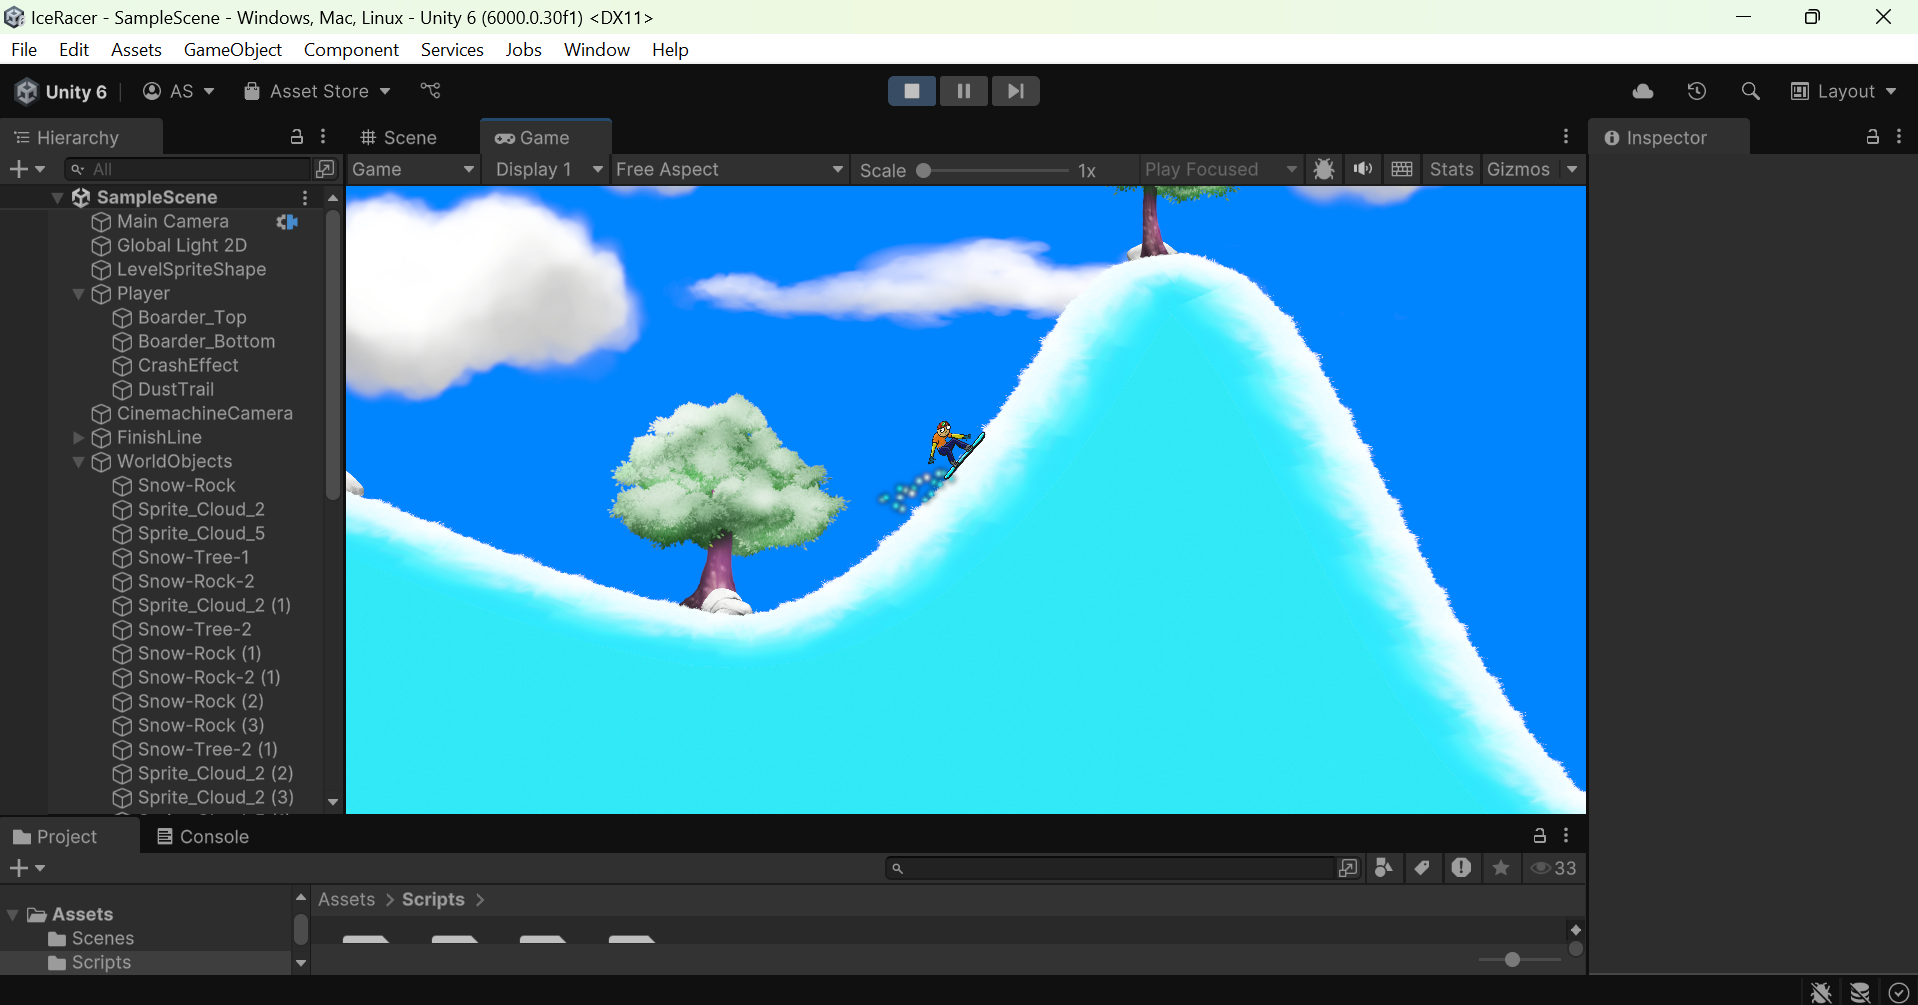 IceRacer - SampleScene - Windows, Mac, Linux - Unity 6 (6000.0.30f1) <DX11>
File Edit Assets GameObject Component Services Jobs Window Help
Unity 6 AS Asset Store Layout
Hierarchy Scene Game Inspector
All Game Display 1 Free Aspect Scale 1x Play Focused Stats Gizmos
SampleScene
Main Camera
Global Light 2D
LevelSpriteShape
Player
Boarder_Top
Boarder_Bottom
CrashEffect
DustTrail
CinemachineCamera
FinishLine
WorldObjects
Snow-Rock
Sprite_Cloud_2
Sprite_Cloud_5
Snow-Tree-1
Snow-Rock-2
Sprite_Cloud_2 (1)
Snow-Tree-2
Snow-Rock (1)
Snow-Rock-2 (1)
Snow-Rock (2)
Snow-Rock (3)
Snow-Tree-2 (1)
Sprite_Cloud_2 (2)
Sprite_Cloud_2 (3)
Project Console
33
Assets > Scripts >
Assets
Scenes
Scripts